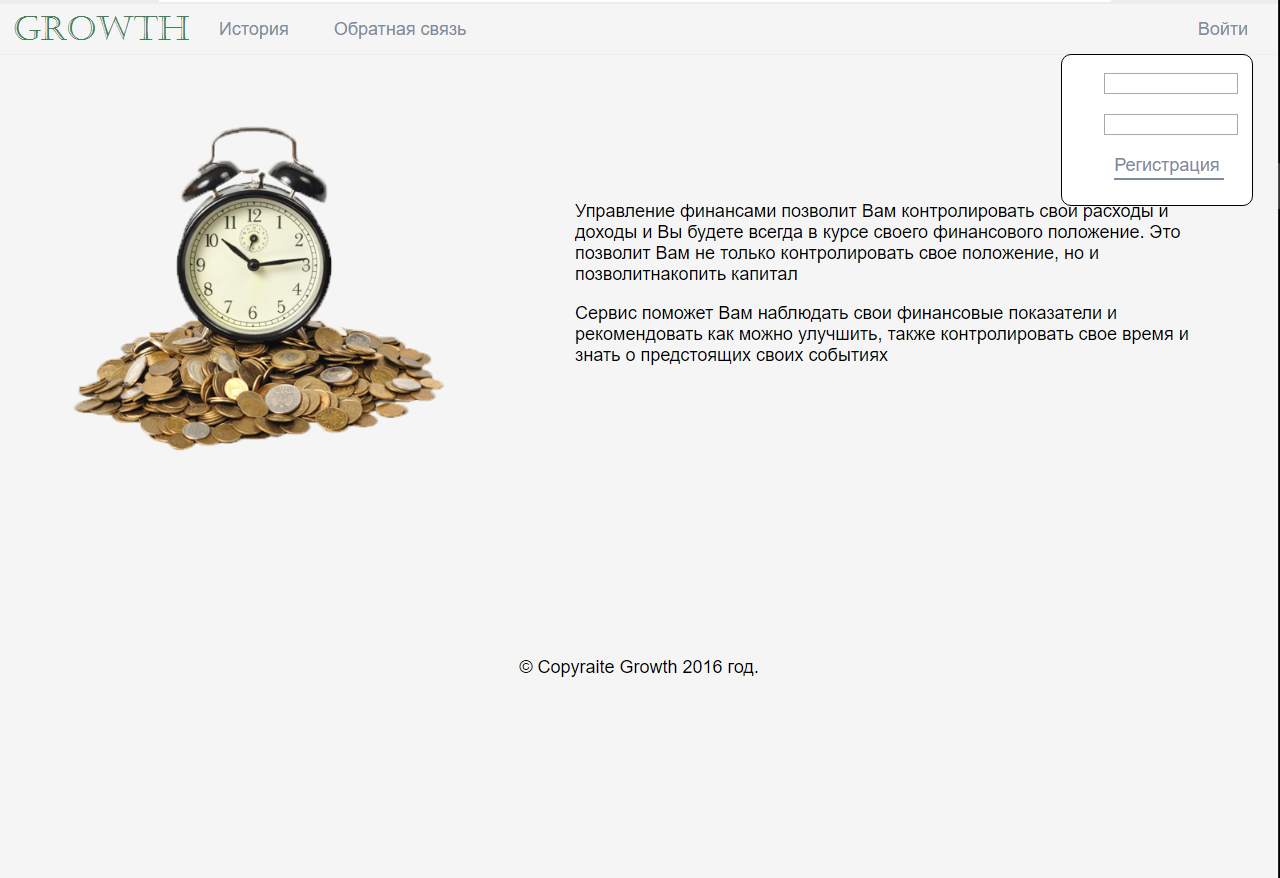 GROWTH История Обратная связь Войти
Регистрация
12
11 1
10 2
9 3
8 4
7 5
6
Управление финансами позволит Вам контролировать свои расходы и
доходы и Вы будете всегда в курсе своего финансового положение. Это
позволит Вам не только контролировать свое положение, но и
позволитнакопить капитал
Сервис поможет Вам наблюдать свои финансовые показатели и
рекомендовать как можно улучшить, также контролировать свое время и
знать о предстоящих своих событиях
© Copyraite Growth 2016 год.